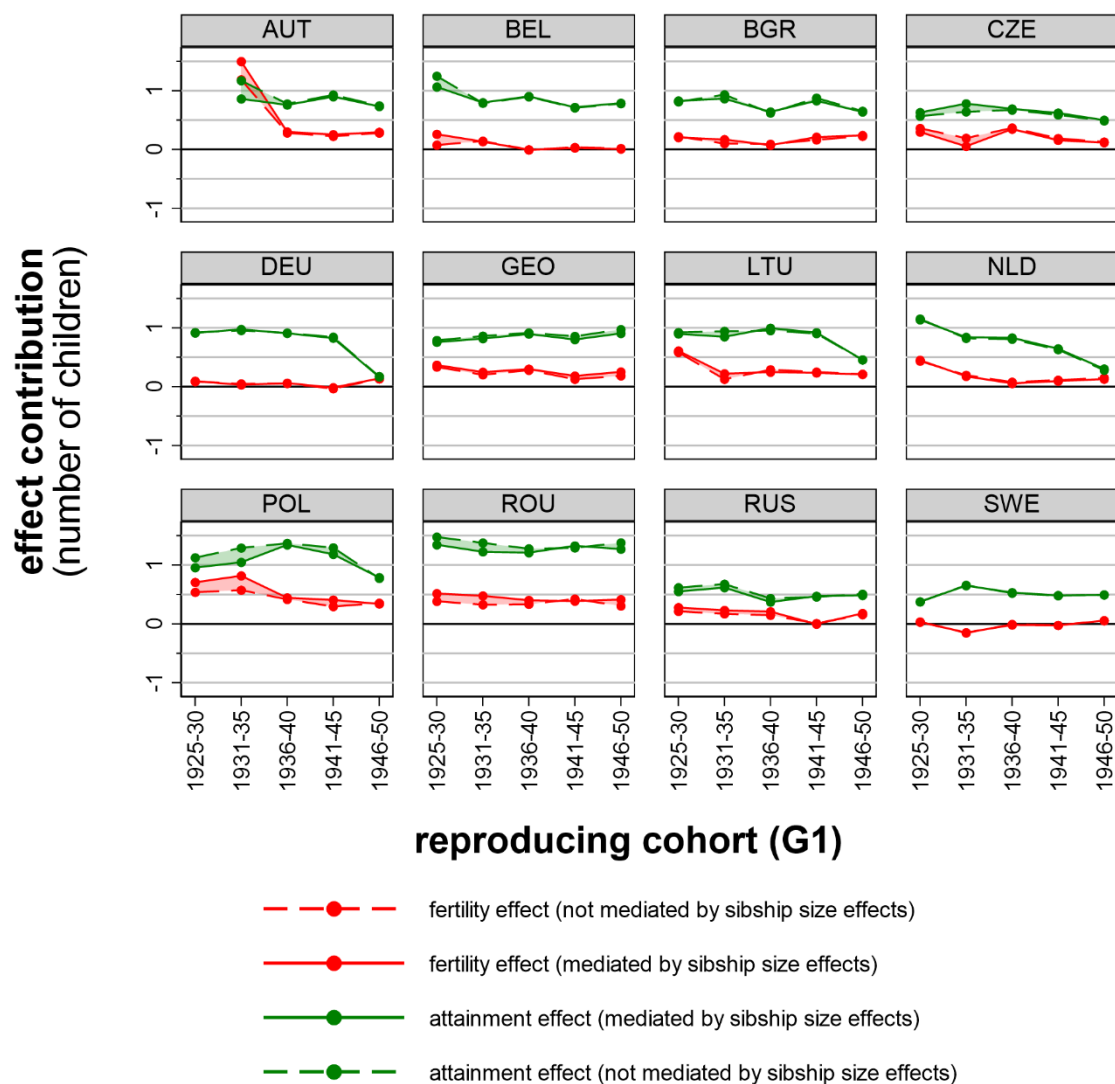 AUT BEL BGR CZE
1
0
-1
DEU GEO LTU NLD
1
0
-1
POL ROU RUS SWE
1
0
-1
effect contribution
(number of children)
1925-30 1931-35 1936-40 1941-45 1946-50 1925-30 1931-35 1936-40 1941-45 1946-50 1925-30 1931-35 1936-40 1941-45 1946-50 1925-30 1931-35 1936-40 1941-45 1946-50
reproducing cohort (G1)
fertility effect (not mediated by sibship size effects)
fertility effect (mediated by sibship size effects)
attainment effect (mediated by sibship size effects)
attainment effect (not mediated by sibship size effects)